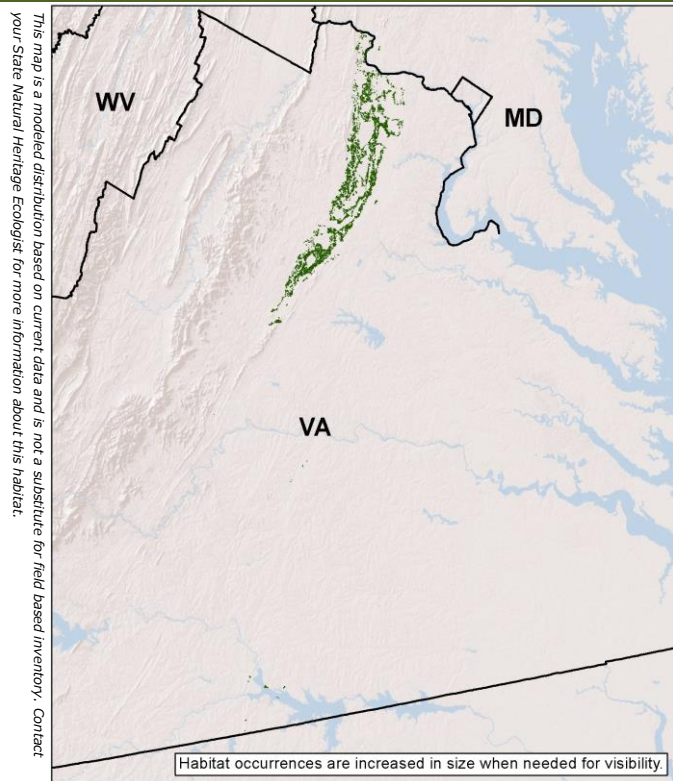 This map is a modeled distribution based on current data and is not a substitute for field based inventory. Contact
your State Natural Heritage Ecologist for more information about this habitat.
WV
MD
VA
Habitat occurrences are increased in size when needed for visibility.